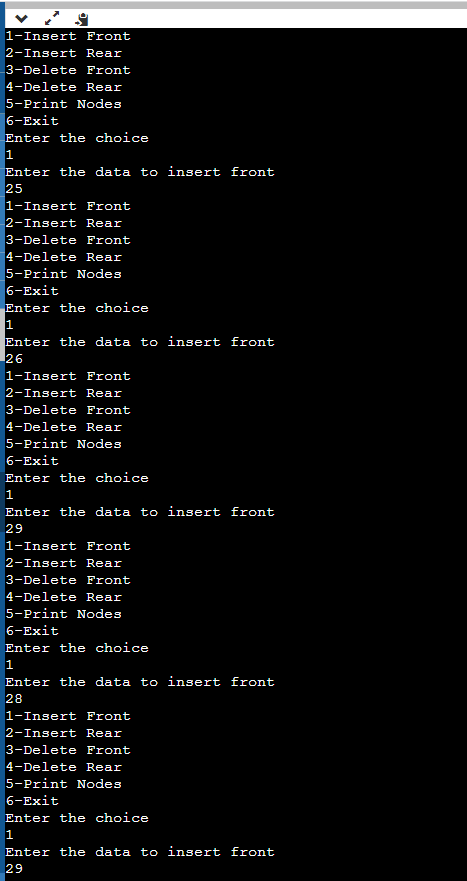 1-Insert Front
2-Insert Rear
3-Delete Front
4-Delete Rear
5-Print Nodes
6-Exit
Enter the choice
1
Enter the data to insert front
25
1-Insert Front
2-Insert Rear
3-Delete Front
4-Delete Rear
5-Print Nodes
6-Exit
Enter the choice
1
Enter the data to insert front
26
1-Insert Front
2-Insert Rear
3-Delete Front
4-Delete Rear
5-Print Nodes
6-Exit
Enter the choice
1
Enter the data to insert front
29
1-Insert Front
2-Insert Rear
3-Delete Front
4-Delete Rear
5-Print Nodes
6-Exit
Enter the choice
1
Enter the data to insert front
28
1-Insert Front
2-Insert Rear
3-Delete Front
4-Delete Rear
5-Print Nodes
6-Exit
Enter the choice
1
Enter the data to insert front
29